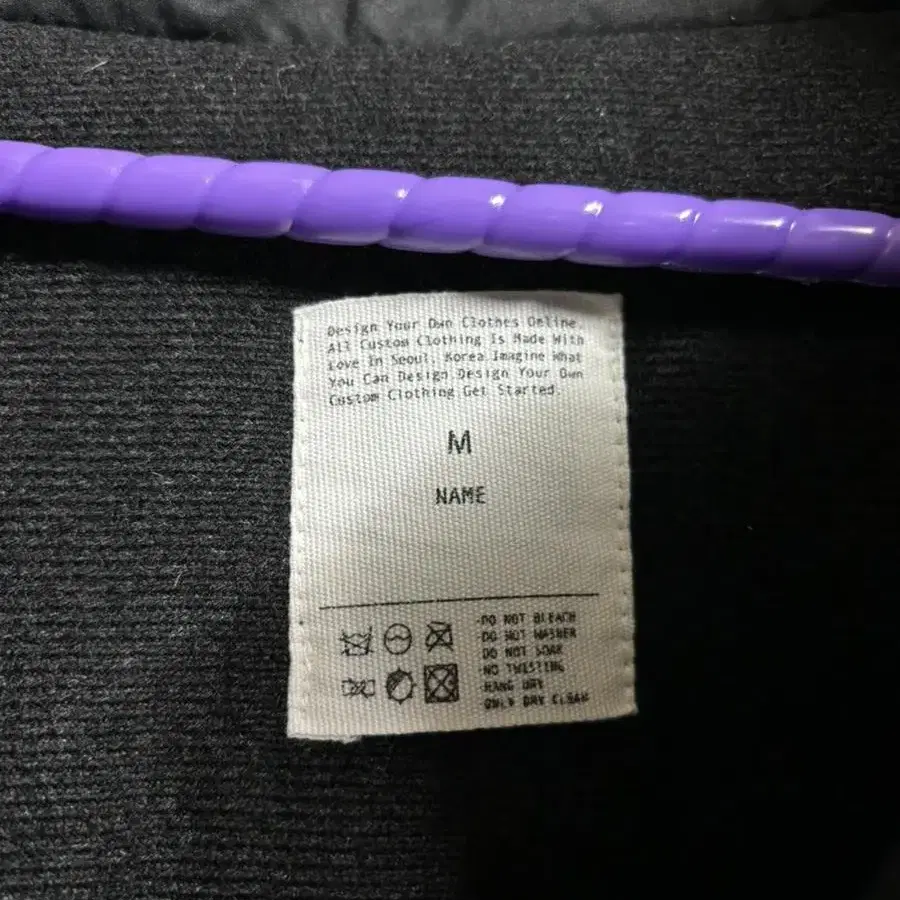 Design Your Own Clothes Online.
All Custom Clothing Is Made With
Love In Seoul, Korea Imagine What
You Can Design Design Your Own
Custom Clothing Get Started.
M
NAME
·DO NOT BLEACH
DO NOT WASHER
DO NOT SOAK
·NO TWISTING
HANG DRY
ONLY DRY CLEAN